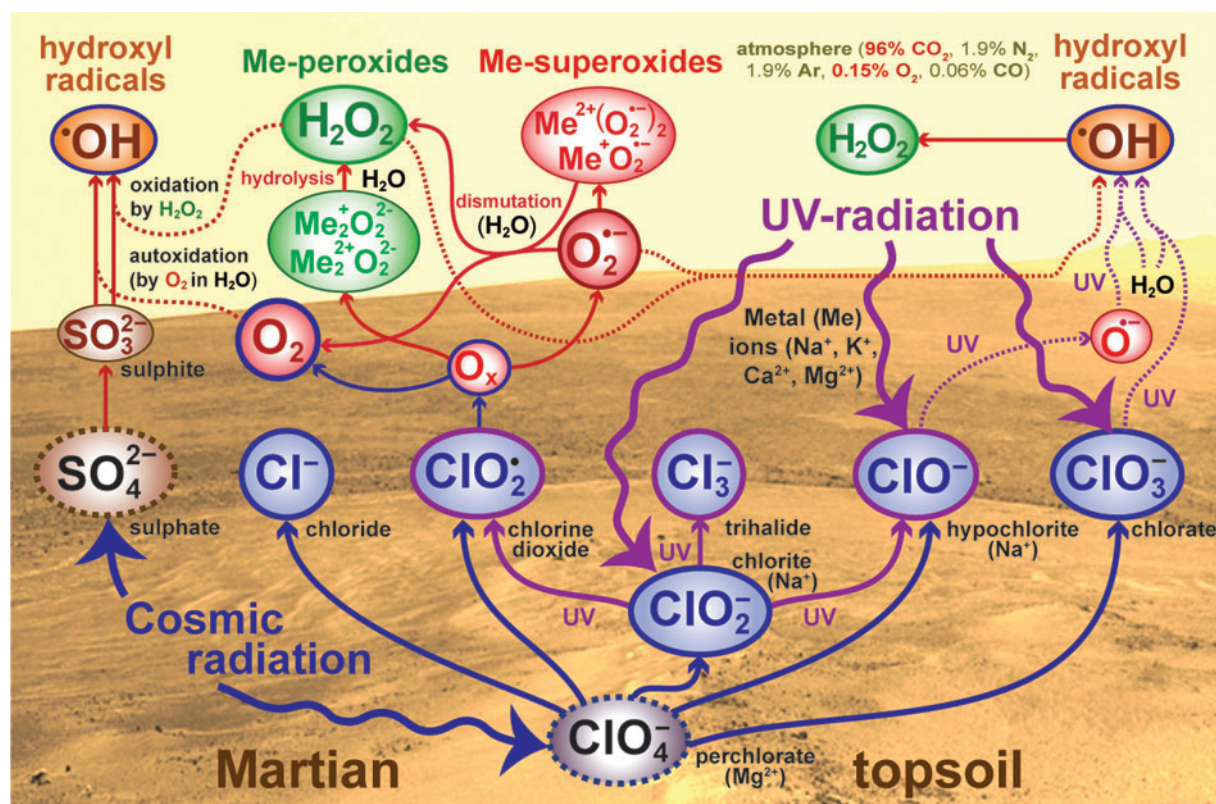 hydroxyl
radicals
Me-peroxides
Me-superoxides
atmosphere (96% CO₂, 1.9% N₂,
1.9% Ar, 0.15% O₂, 0.06% CO)
hydroxyl
radicals
•OH
H₂O₂
Me²⁺(O₂•⁻)₂
Me⁺O₂•⁻
H₂O₂
•OH
oxidation
by H₂O₂
hydrolysis
H₂O
dismutation
(H₂O)
Me₂⁺O₂²⁻
Me₂²⁺O₂²⁻
O₂•⁻
UV-radiation
autoxidation
(by O₂ in H₂O)
UV
H₂O
SO₃²⁻
sulphite
O₂
Oₓ
Metal (Me)
ions (Na⁺, K⁺,
Ca²⁺, Mg²⁺)
UV
O•⁻
UV
SO₄²⁻
sulphate
Cl⁻
chloride
ClO₂•
chlorine
dioxide
Cl₃⁻
trihalide
ClO⁻
hypochlorite
(Na⁺)
ClO₃⁻
chlorate
UV
chlorite
(Na⁺)
UV
ClO₂⁻
UV
Cosmic
radiation
ClO₄⁻
perchlorate
(Mg²⁺)
Martian
topsoil